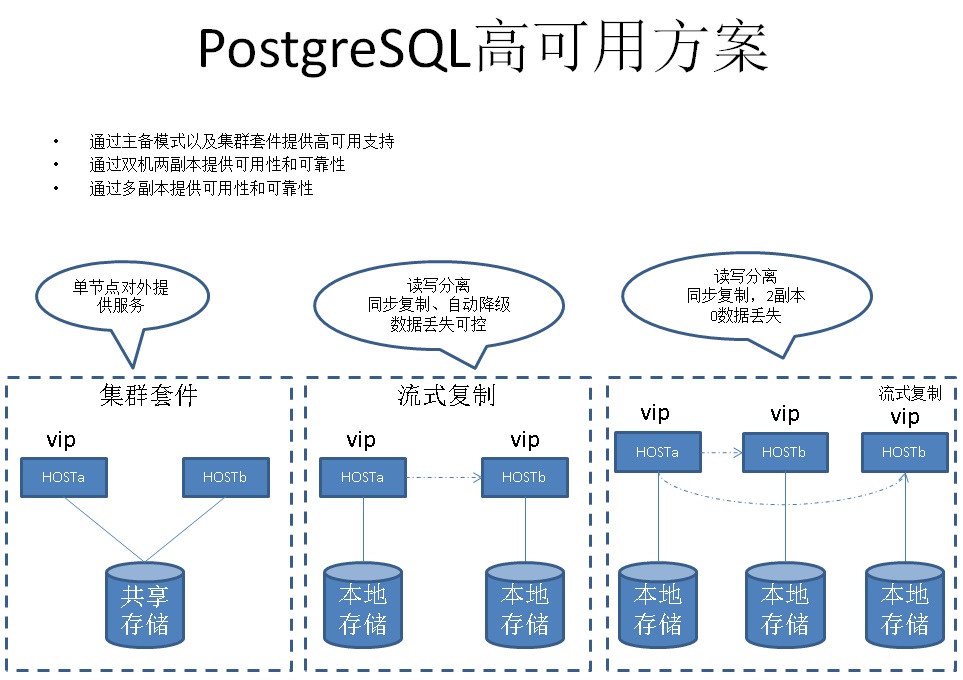 PostgreSQL高可用方案
• 通过主备模式以及集群套件提供高可用支持
• 通过双机两副本提供可用性和可靠性
• 通过多副本提供可用性和可靠性
单节点对外提
供服务
读写分离
同步复制、自动降级
数据丢失可控
读写分离
同步复制，2副本
0数据丢失
集群套件
vip
HOSTa
HOSTb
共享
存储
流式复制
vip
vip
HOSTa
HOSTb
本地
存储
本地
存储
流式复制
vip
vip
vip
HOSTa
HOSTb
HOSTb
本地
存储
本地
存储
本地
存储